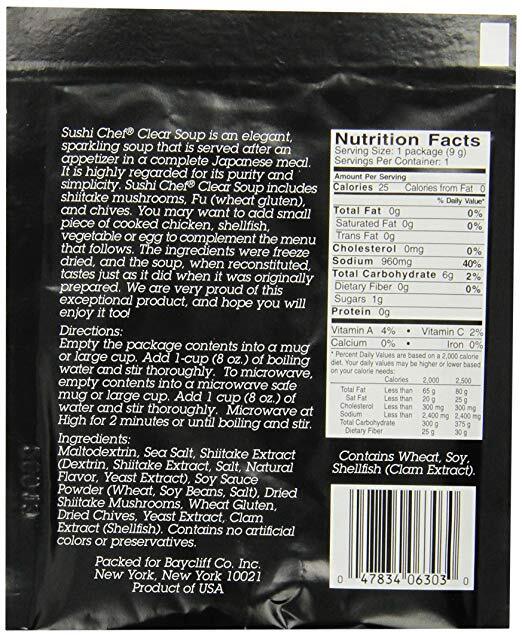 Sushi Chef® Clear Soup is an elegant,
sparkling soup that is served after an
appetizer in a complete Japanese meal.
It is highly regarded for its purity and
simplicity. Sushi Chef® Clear Soup includes
shiitake mushrooms, Fu (wheat gluten),
and chives. You may want to add small
piece of cooked chicken, shellfish,
vegetable or egg to complement the menu
that follows. The ingredients were freeze
dried, and the soup, when reconstituted,
tastes just as it did when it was originally
prepared. We are very proud of this
exceptional product, and hope you will
enjoy it too!
Directions:
Empty the package contents into a mug
or large cup. Add 1-cup (8 oz.) of boiling
water and stir thoroughly. To microwave,
empty contents into a microwave safe
mug or large cup. Add 1 cup (8 oz.) of
water and stir thoroughly. Microwave at
High for 2 minutes or until boiling and stir.
Ingredients:
Maltodextrin, Sea Salt, Shiitake Extract
(Dextrin, Shiitake Extract, Salt, Natural
Flavor, Yeast Extract), Soy Sauce
Powder (Wheat, Soy Beans, Salt), Dried
Shiitake Mushrooms, Wheat Gluten,
Dried Chives, Yeast Extract, Clam
Extract (Shellfish). Contains no artificial
colors or preservatives.
Packed for Baycliff Co. Inc.
New York, New York 10021
Product of USA
Nutrition Facts
Serving Size: 1 package (9 g)
Servings Per Container: 1
Amount Per Serving
Calories 25 Calories from Fat 0
% Daily Value*
Total Fat 0g 0%
Saturated Fat 0g 0%
Trans Fat 0g
Cholesterol 0mg 0%
Sodium 960mg 40%
Total Carbohydrate 6g 2%
Dietary Fiber 0g 0%
Sugars 1g
Protein 0g
Vitamin A 4% • Vitamin C 2%
Calcium 0% • Iron 0%
* Percent Daily Values are based on a 2,000 calorie
diet. Your daily values may be higher or lower based
on your calorie needs:
Calories 2,000 2,500
Total Fat Less than 65 g 80 g
Sat Fat Less than 20 g 25 g
Cholesterol Less than 300 mg 300 mg
Sodium Less than 2,400 mg 2,400 mg
Total Carbohydrate 300 g 375 g
Dietary Fiber 25 g 30 g
Contains Wheat, Soy,
Shellfish (Clam Extract).
0 47834 06303 0